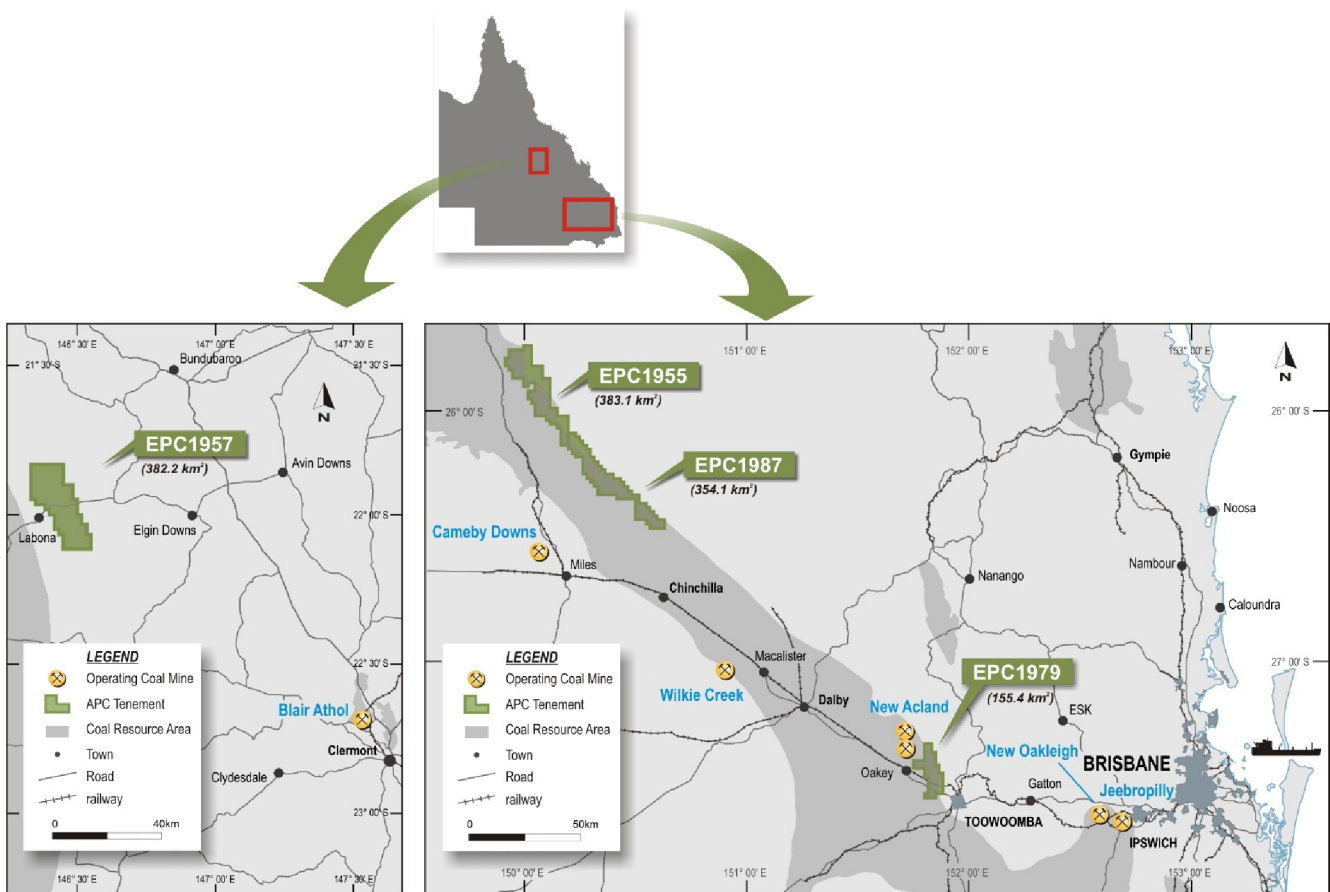 146° 30' E
147° 00' E
147° 30' E
21° 30' S
21° 30' S
Bundubaroo
N
EPC1957
(382.2 km²)
Avin Downs
22° 00' S
Labona
Elgin Downs
22° 30' S
22° 30' S
LEGEND
Operating Coal Mine
APC Tenement
Coal Resource Area
Town
Road
railway
0 40km
Blair Athol
Clermont
Clydesdale
23° 00' S
23° 00' S
146° 30' E
147° 00' E
147° 30' E
151° 00' E
152° 00' E
153° 00' E
N
EPC1955
(383.1 km²)
26° 00' S
26° 00' S
EPC1987
(354.1 km²)
Gympie
Noosa
Cameby Downs
Miles
Nambour
Nanango
Chinchilla
Caloundra
Macalister
27° 00' S
27° 00' S
EPC1979
(155.4 km²)
Wilkie Creek
Dalby
New Acland
ESK
New Oakleigh
BRISBANE
Oakey
Jeebropilly
Gatton
TOOWOOMBA
IPSWICH
LEGEND
Operating Coal Mine
APC Tenement
Coal Resource Area
Town
Road
railway
0 50km
150° 00' E
151° 00' E
152° 00' E
153° 00' E